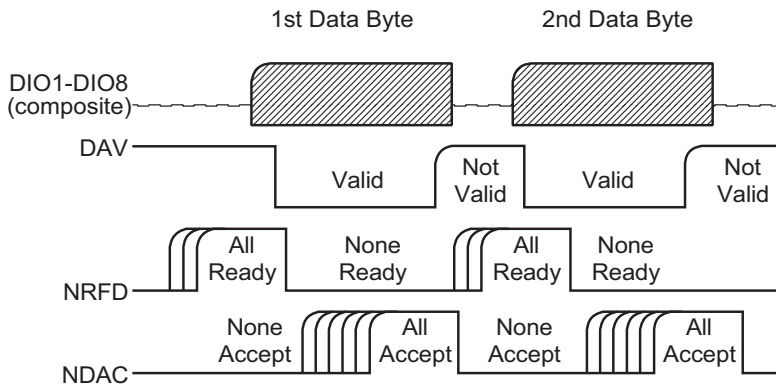 1st Data Byte 2nd Data Byte
DIO1-DIO8
(composite)
DAV
Valid
Not
Valid
Valid
Not
Valid
NRFD
All
Ready
None
Ready
All
Ready
None
Ready
NDAC
None
Accept
All
Accept
None
Accept
All
Accept